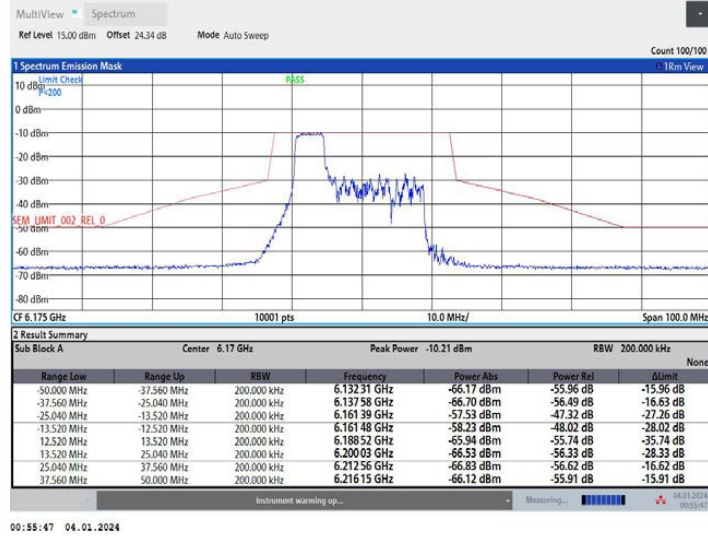 MultiView Spectrum
Ref Level 15.00 dBm Offset 24.34 dB Mode Auto Sweep
Count 100/100
1 Spectrum Emission Mask 1Rm View
Limit Check PASS
10 dBm
P<200
0 dBm
-10 dBm
-20 dBm
-30 dBm
-40 dBm
SEM_LIMIT_002_REL_0
-50 dBm
-60 dBm
-70 dBm
-80 dBm
CF 6.175 GHz 10001 pts 10.0 MHz/ Span 100.0 MHz
2 Result Summary
Sub Block A Center 6.17 GHz Peak Power -10.21 dBm RBW 200.000 kHz
None
Range Low Range Up RBW Frequency Power Abs Power Rel ΔLimit
-50.000 MHz -37.560 MHz 200.000 kHz 6.132 31 GHz -66.17 dBm -55.96 dB -15.96 dB
-37.560 MHz -25.040 MHz 200.000 kHz 6.137 58 GHz -66.70 dBm -56.49 dB -16.63 dB
-25.040 MHz -13.520 MHz 200.000 kHz 6.161 39 GHz -57.53 dBm -47.32 dB -27.26 dB
-13.520 MHz -12.520 MHz 200.000 kHz 6.161 48 GHz -58.23 dBm -48.02 dB -28.02 dB
12.520 MHz 13.520 MHz 200.000 kHz 6.188 52 GHz -65.94 dBm -55.74 dB -35.74 dB
13.520 MHz 25.040 MHz 200.000 kHz 6.200 03 GHz -66.53 dBm -56.33 dB -28.33 dB
25.040 MHz 37.560 MHz 200.000 kHz 6.212 56 GHz -66.83 dBm -56.62 dB -16.62 dB
37.560 MHz 50.000 MHz 200.000 kHz 6.216 15 GHz -66.12 dBm -55.91 dB -15.91 dB
Instrument warming up... Measuring... 04.01.2024
00:55:47
00:55:47 04.01.2024